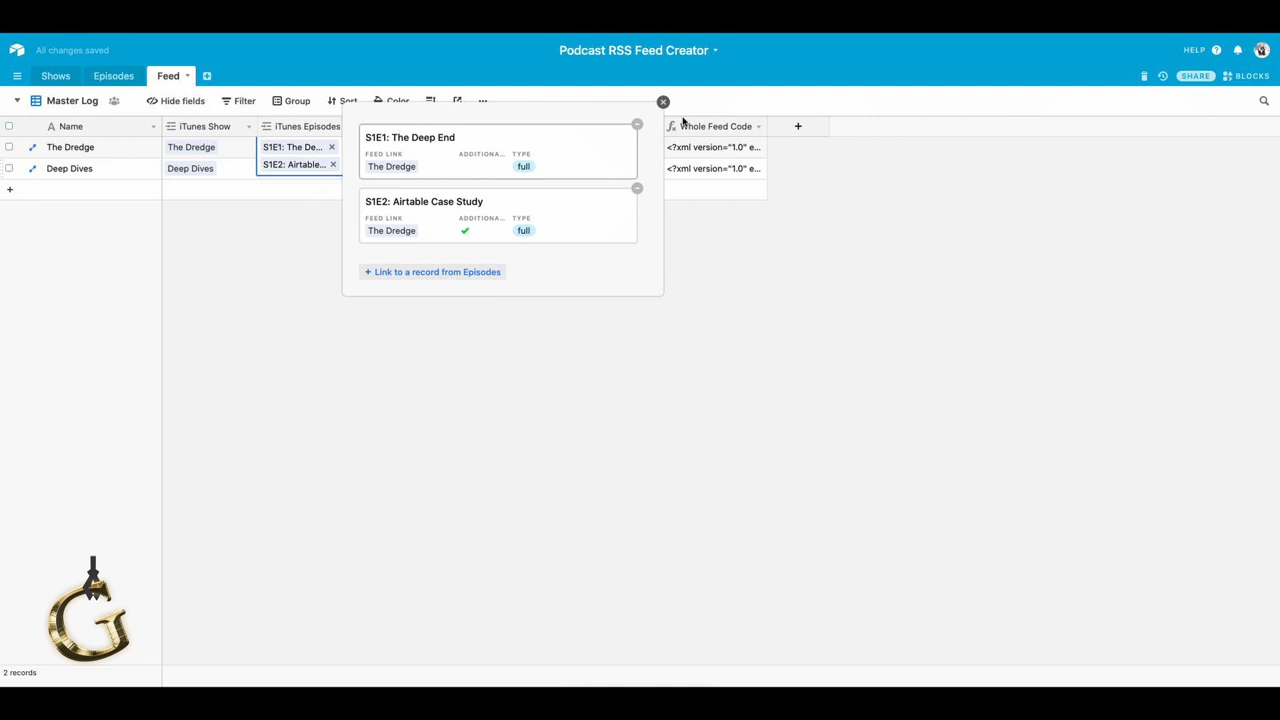 All changes saved
Podcast RSS Feed Creator
HELP
Shows
Episodes
Feed
SHARE
BLOCKS
Master Log
Hide fields
Filter
Group
Sort
Color
Name
iTunes Show
iTunes Episodes
Whole Feed Code
The Dredge
The Dredge
S1E1: The De...
<?xml version="1.0" e...
Deep Dives
Deep Dives
S1E2: Airtable...
<?xml version="1.0" e...
S1E1: The Deep End
FEED LINK
ADDITIONA...
TYPE
The Dredge
full
S1E2: Airtable Case Study
FEED LINK
ADDITIONA...
TYPE
The Dredge
full
+ Link to a record from Episodes
G
2 records